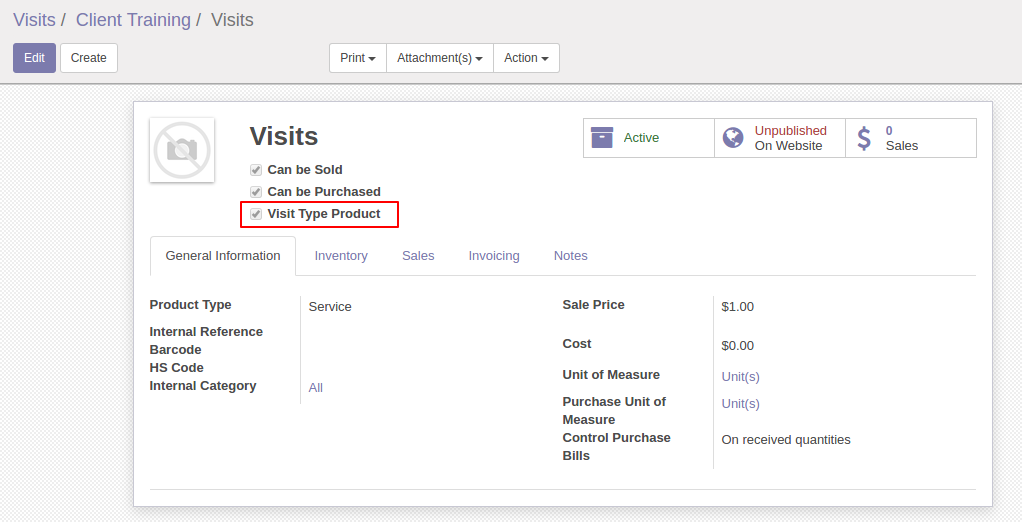 Visits / Client Training / Visits
Edit Create Print Attachment(s) Action
Visits
Can be Sold
Can be Purchased
Visit Type Product
Active
Unpublished
On Website
0
Sales
General Information Inventory Sales Invoicing Notes
Product Type Service
Internal Reference
Barcode
HS Code
Internal Category All
Sale Price $1.00
Cost $0.00
Unit of Measure Unit(s)
Purchase Unit of
Measure Unit(s)
Control Purchase
Bills On received quantities